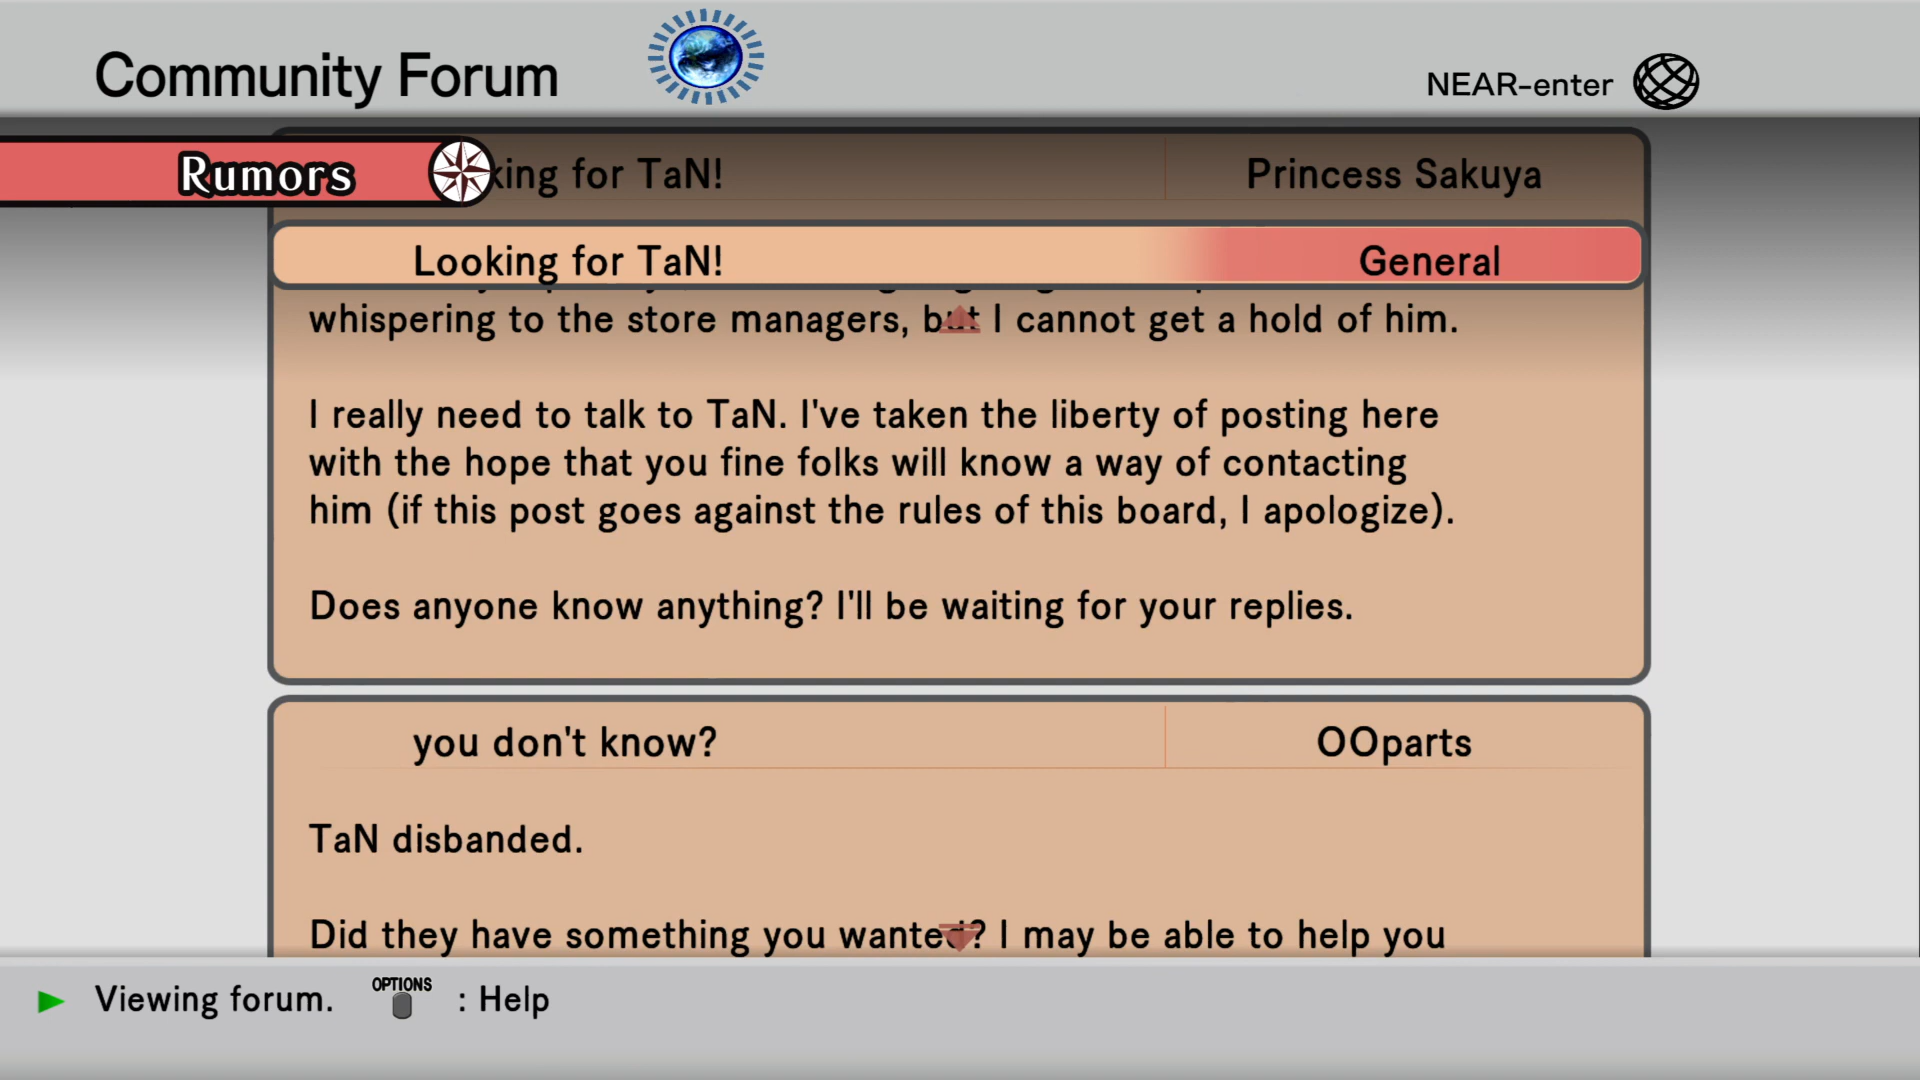 Community Forum
NEAR-enter
Rumors
king for TaN!
Princess Sakuya
Looking for TaN!
General
whispering to the store managers, but I cannot get a hold of him.
I really need to talk to TaN. I've taken the liberty of posting here
with the hope that you fine folks will know a way of contacting
him (if this post goes against the rules of this board, I apologize).
Does anyone know anything? I'll be waiting for your replies.
you don't know?
OOparts
TaN disbanded.
Did they have something you wanted? I may be able to help you
Viewing forum.
OPTIONS
: Help